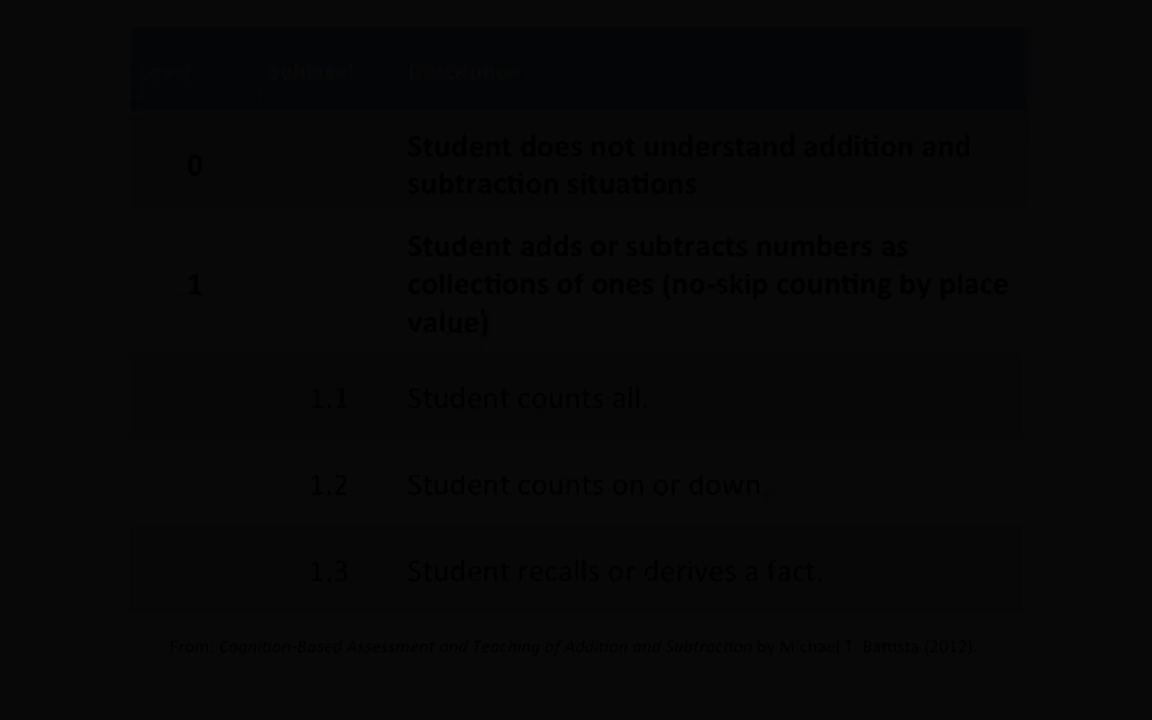 Level Sublevel Description
0 Student does not understand addition and
subtraction situations
Student adds or subtracts numbers as
1 collections of ones (no-skip counting by place
value)
1.1 Student counts all.
1.2 Student counts on or down.
1.3 Student recalls or derives a fact.
From: Cognition-Based Assessment and Teaching of Addition and Subtraction by Michael T. Battista (2012).